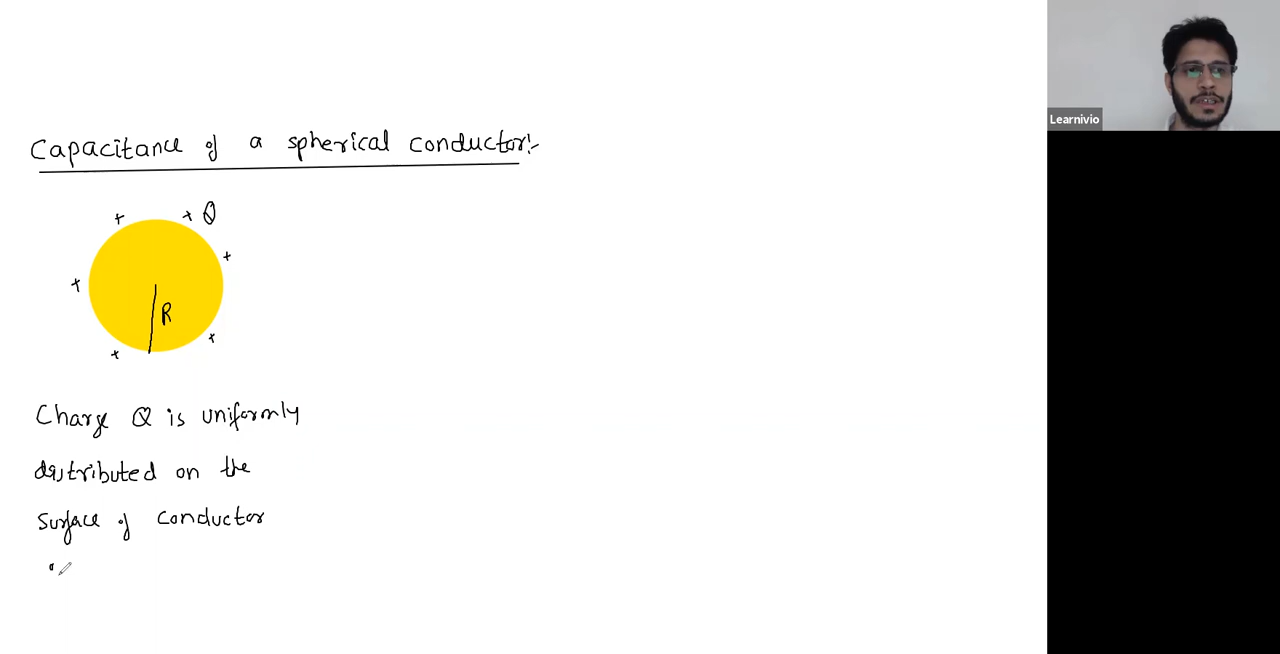 Capacitance of a spherical conductor:-
+ + Q
+
+
R
+
+
Charge Q is uniformly
distributed on the
surface of conductor
Learnivio